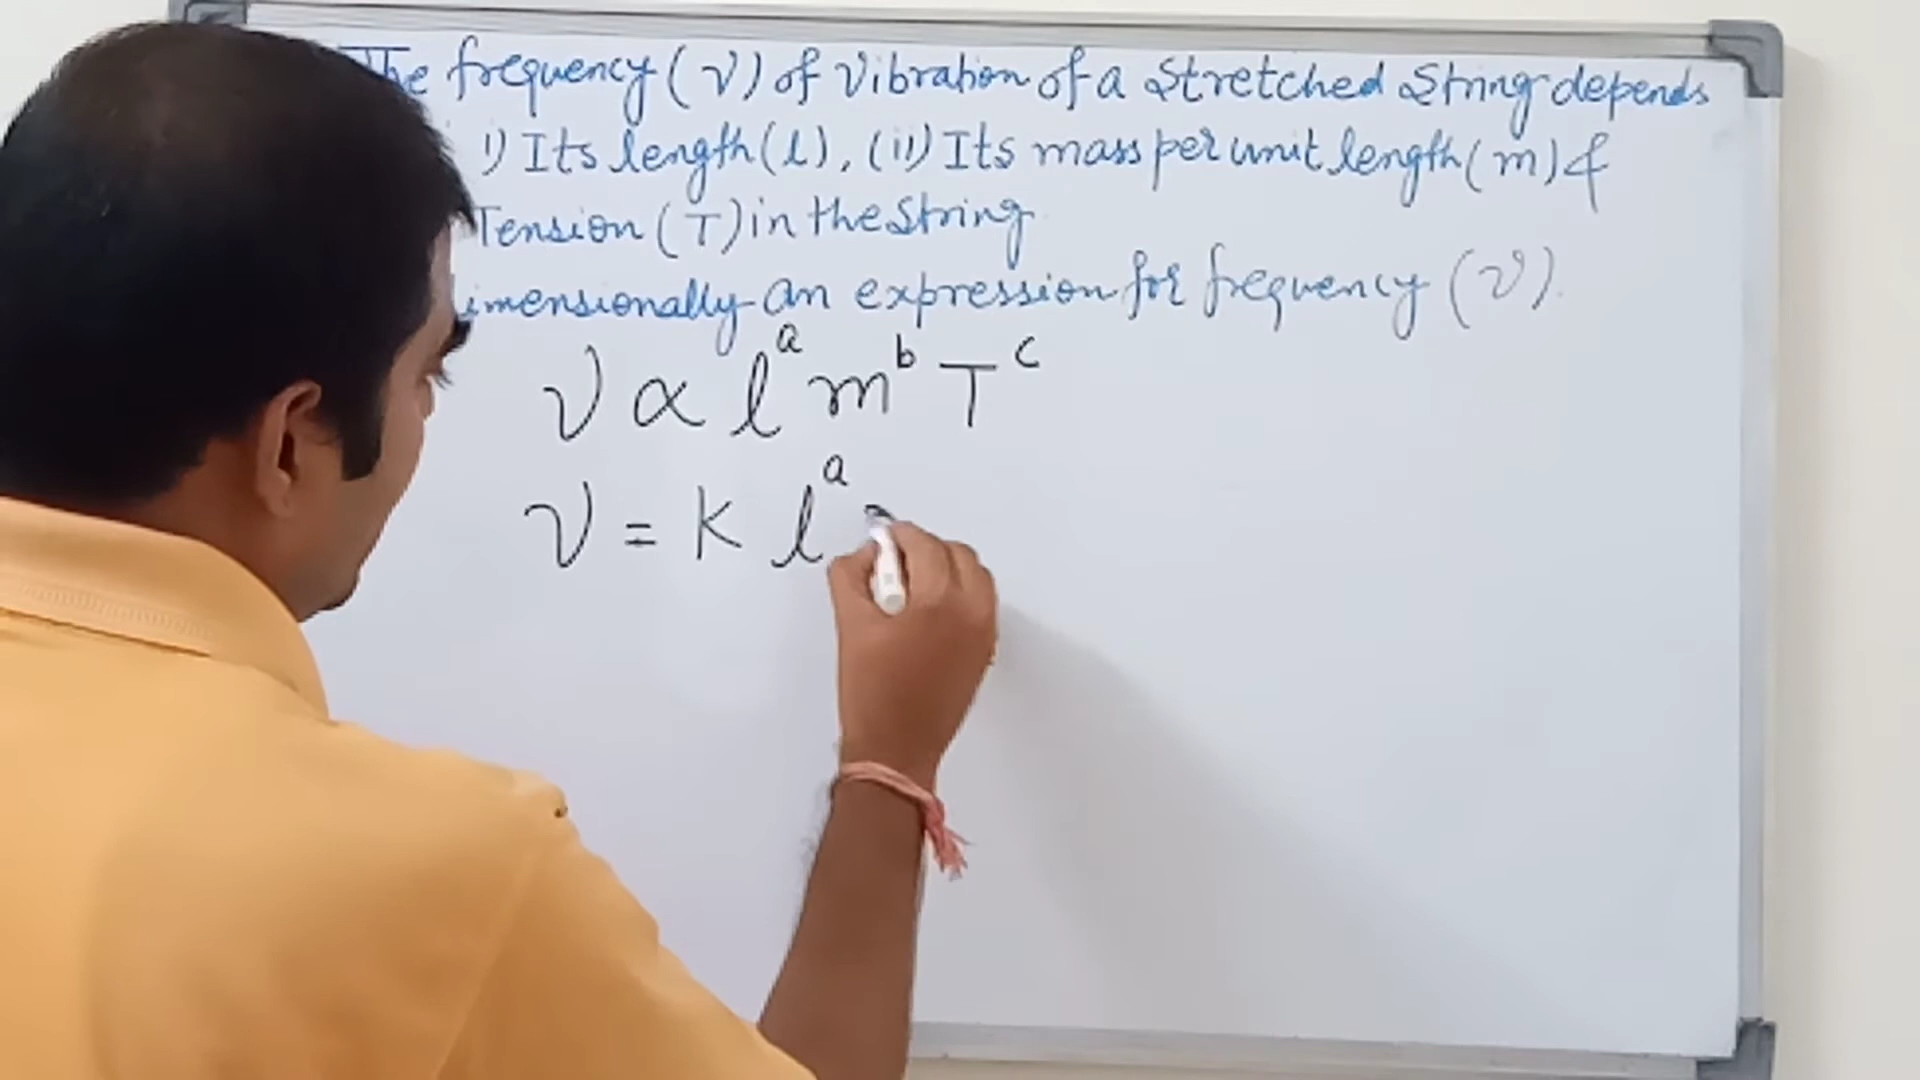 The frequency (ν) of vibration of a stretched string depends
i) Its length (l), (ii) Its mass per unit length (m) &
Tension (T) in the string
imensionally an expression for frequency (ν).
ν ∝ l^a m^b T^c
ν = K l^a